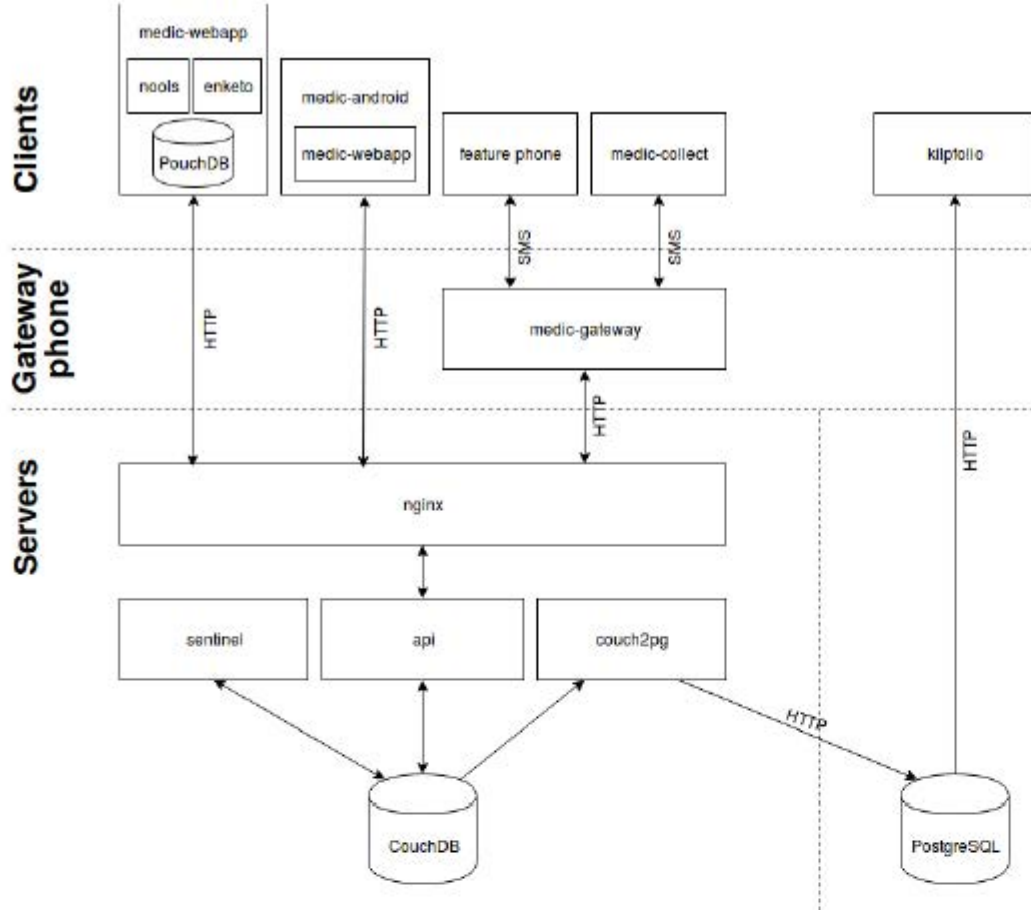 medic-webapp
nools
enketo
PouchDB
medic-android
medic-webapp
feature phone
medic-collect
klipfolio
Clients
SMS
SMS
Gateway
phone
medic-gateway
HTTP
HTTP
HTTP
HTTP
Servers
nginx
sentinel
api
couch2pg
HTTP
CouchDB
PostgreSQL